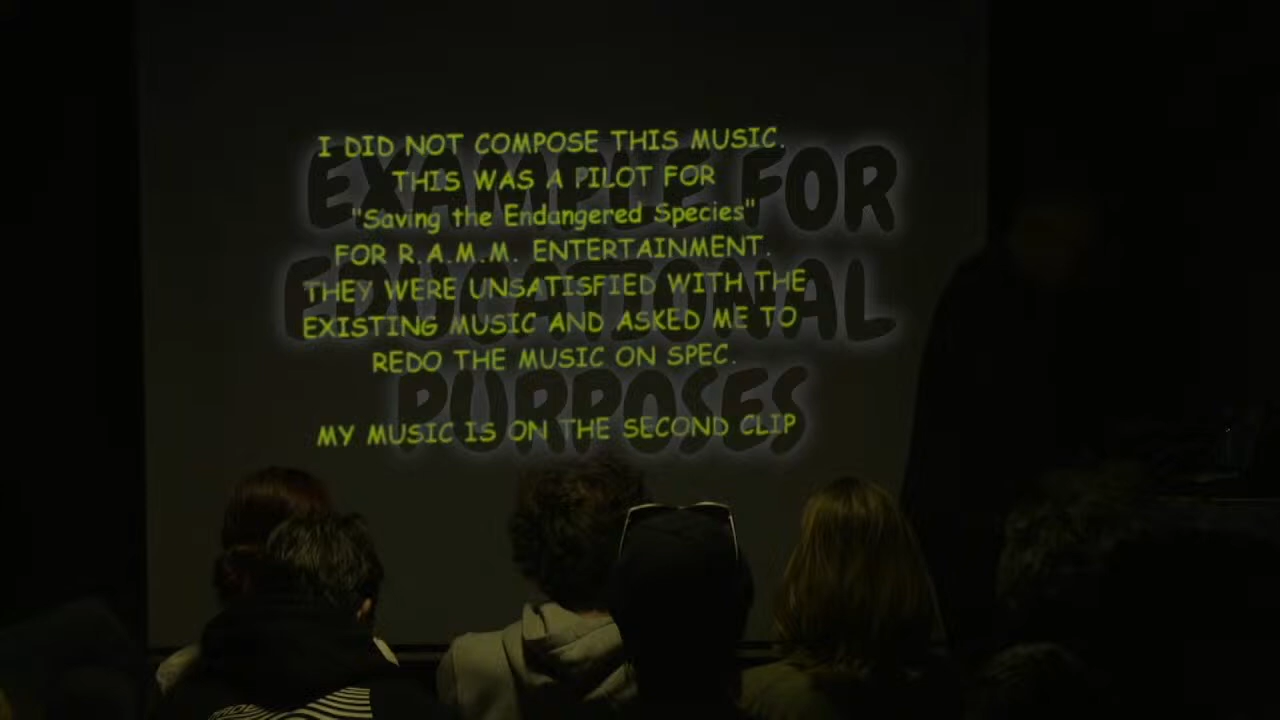 I DID NOT COMPOSE THIS MUSIC.
THIS WAS A PILOT FOR
"Saving the Endangered Species"
FOR R.A.M.M. ENTERTAINMENT.
THEY WERE UNSATISFIED WITH THE
EXISTING MUSIC AND ASKED ME TO
REDO THE MUSIC ON SPEC.
MY MUSIC IS ON THE SECOND CLIP
EXAMPLE FOR
EDUCATIONAL
PURPOSES